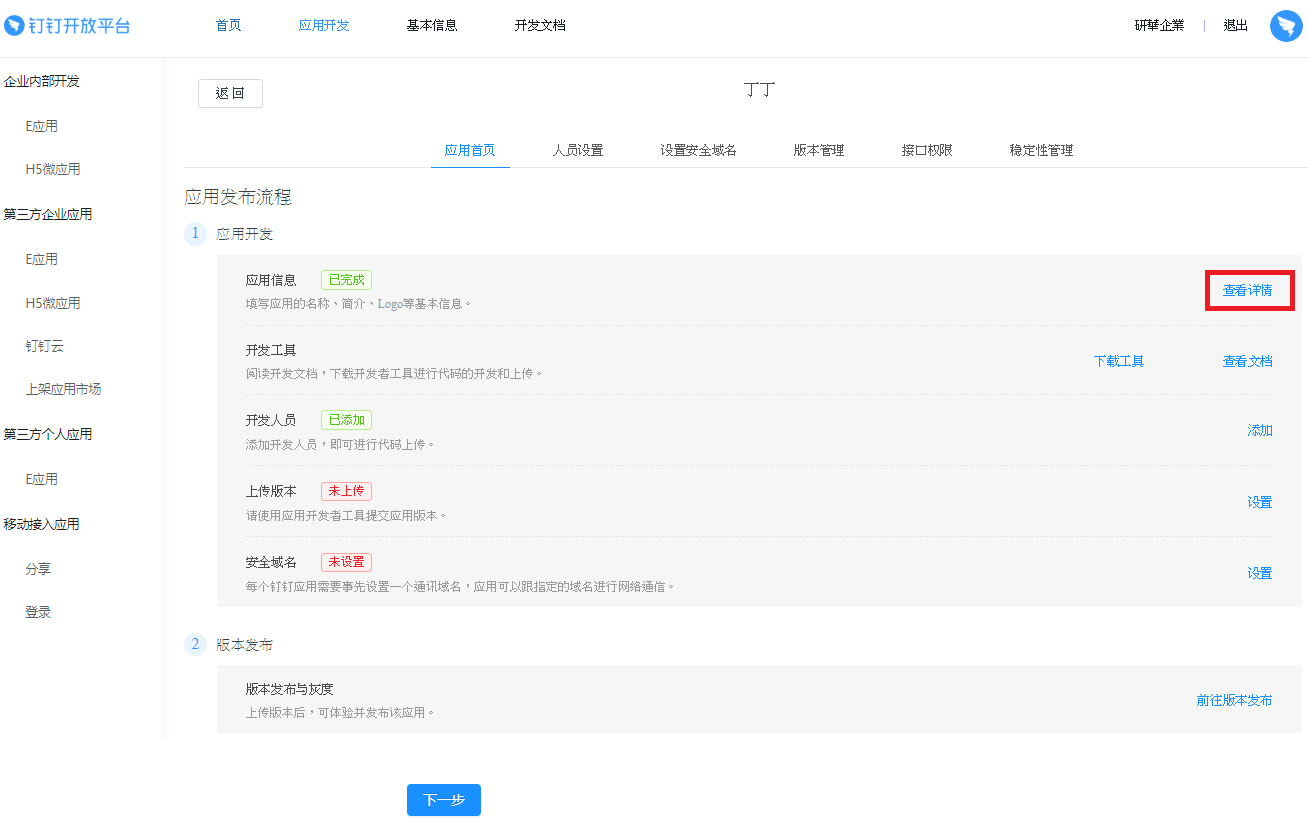 钉钉开放平台 首页 应用开发 基本信息 开发文档 研華企業 | 退出
企业内部开发
E应用
H5微应用
第三方企业应用
E应用
H5微应用
钉钉云
上架应用市场
第三方个人应用
E应用
移动接入应用
分享
登录
返回 丁丁
应用首页 人员设置 设置安全域名 版本管理 接口权限 稳定性管理
应用发布流程
1 应用开发
应用信息 已完成 查看详情
填写应用的名称、简介、Logo等基本信息。
开发工具 下载工具 查看文档
阅读开发文档，下载开发者工具进行代码的开发和上传。
开发人员 已添加 添加
添加开发人员，即可进行代码上传。
上传版本 未上传 设置
请使用应用开发者工具提交应用版本。
安全域名 未设置 设置
每个钉钉应用需要事先设置一个通讯域名，应用可以跟指定的域名进行网络通信。
2 版本发布
版本发布与灰度 前往版本发布
上传版本后，可体验并发布该应用。
下一步